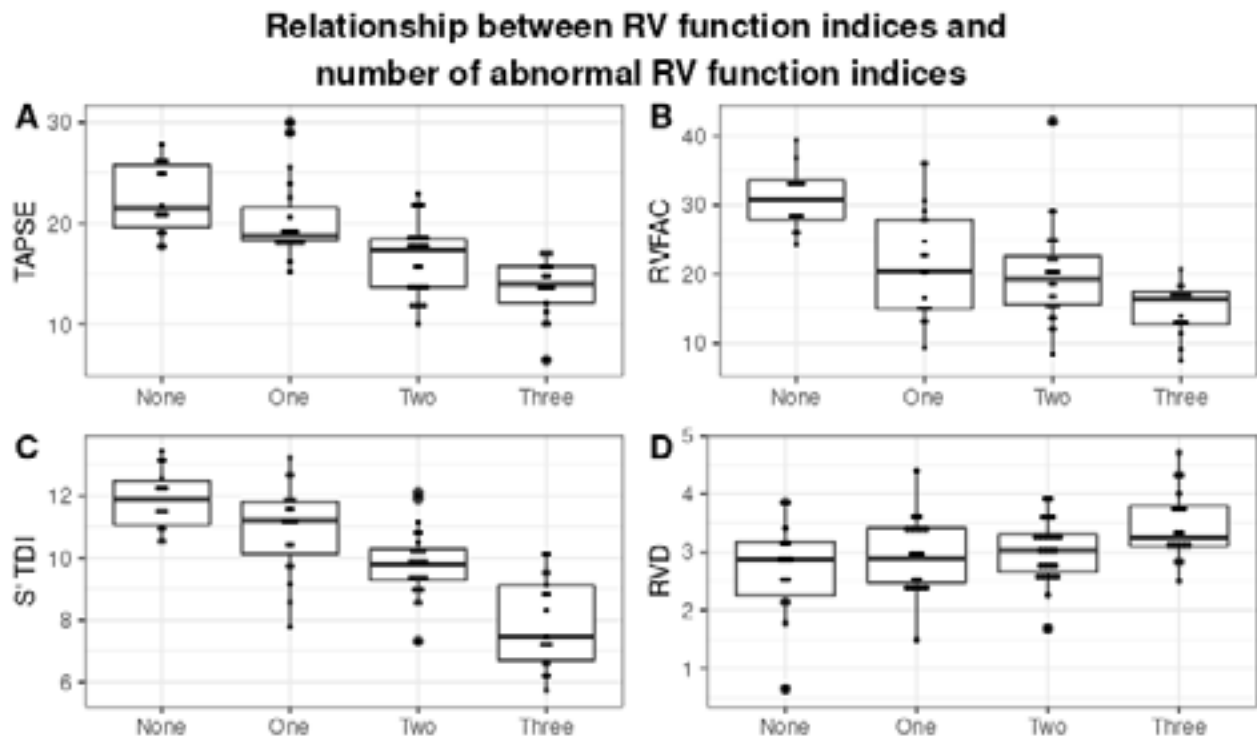 Relationship between RV function indices and
number of abnormal RV function indices
A
TAPSE
30
20
10
None One Two Three
B
RVFAC
40
30
20
10
None One Two Three
C
S' TDI
12
10
8
6
None One Two Three
D
RVD
5
4
3
2
1
None One Two Three